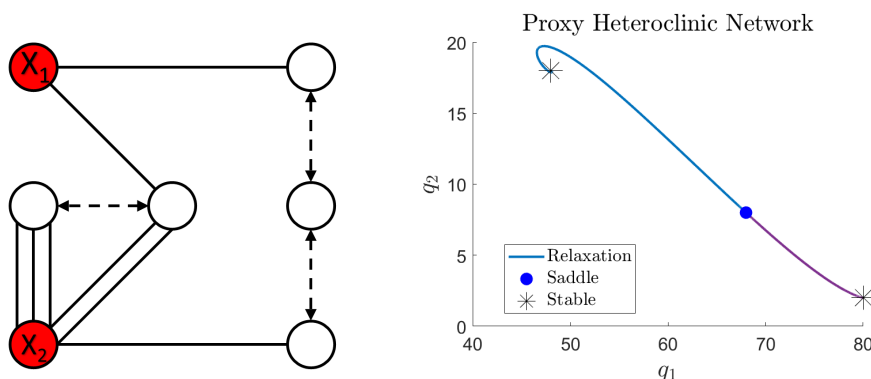 X₁
X₂
Proxy Heteroclinic Network
20
15
10
5
0
q₂
Relaxation
Saddle
Stable
40 50 60 70 80
q₁